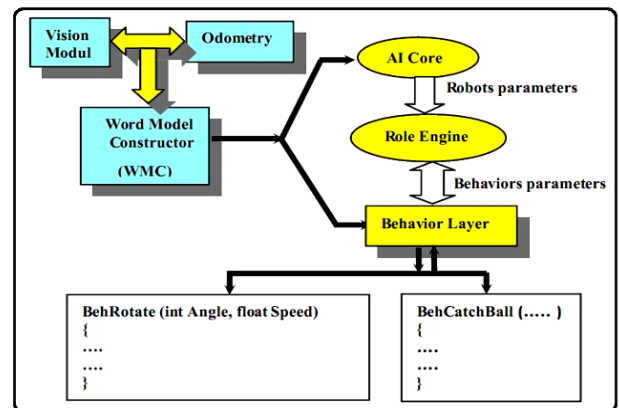 Vision
Modul
Odometry
AI Core
Robots parameters
Word Model
Constructor
(WMC)
Role Engine
Behaviors parameters
Behavior Layer
BehRotate (int Angle, float Speed)
{
....
....
}
BehCatchBall (..... )
{
....
....
}